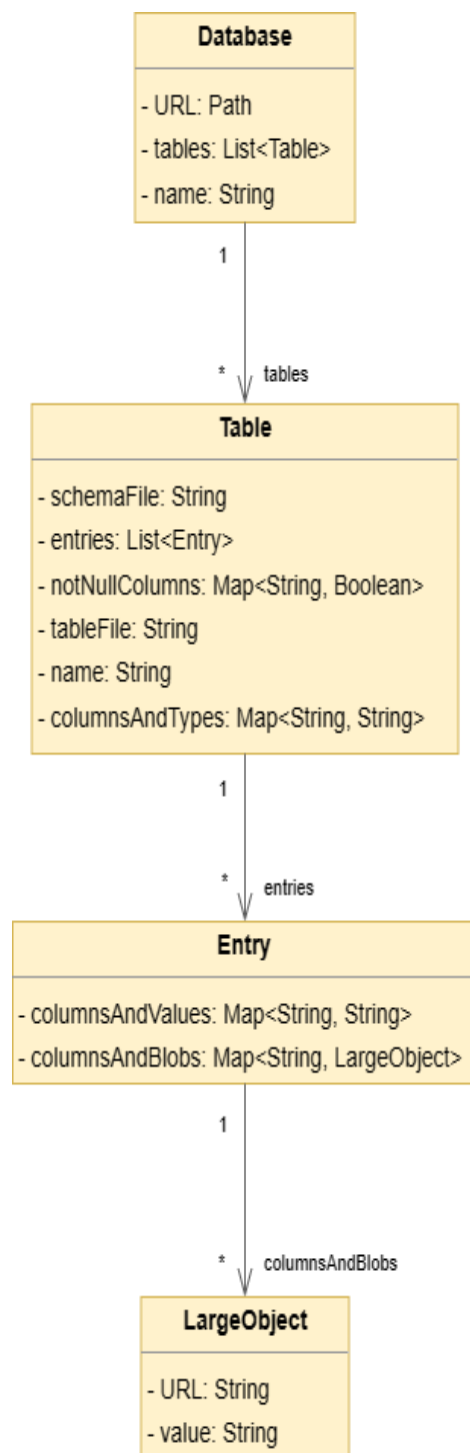 Database
- URL: Path
- tables: List<Table>
- name: String
1
* tables
Table
- schemaFile: String
- entries: List<Entry>
- notNullColumns: Map<String, Boolean>
- tableFile: String
- name: String
- columnsAndTypes: Map<String, String>
1
* entries
Entry
- columnsAndValues: Map<String, String>
- columnsAndBlobs: Map<String, LargeObject>
1
* columnsAndBlobs
LargeObject
- URL: String
- value: String